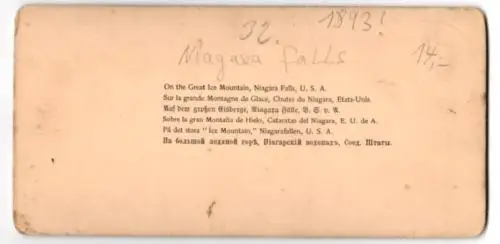 32.
1893!
Niagara Falls
14,-
On the Great Ice Mountain, Niagara Falls, U. S. A.
Sur la grande Montagne de Glace, Chutes du Niagara, Etats-Unis.
Auf dem großen Eisberge, Niagara Fälle, V. S. v. A.
Sobre la gran Montaña de Hielo, Cataratas del Niagara, E. U. de A.
På det stora "Ice Mountain," Niagarafallen, U. S. A.
На большой ледяной горѣ, Нiагарскiй водопадъ, Соед. Штаты.